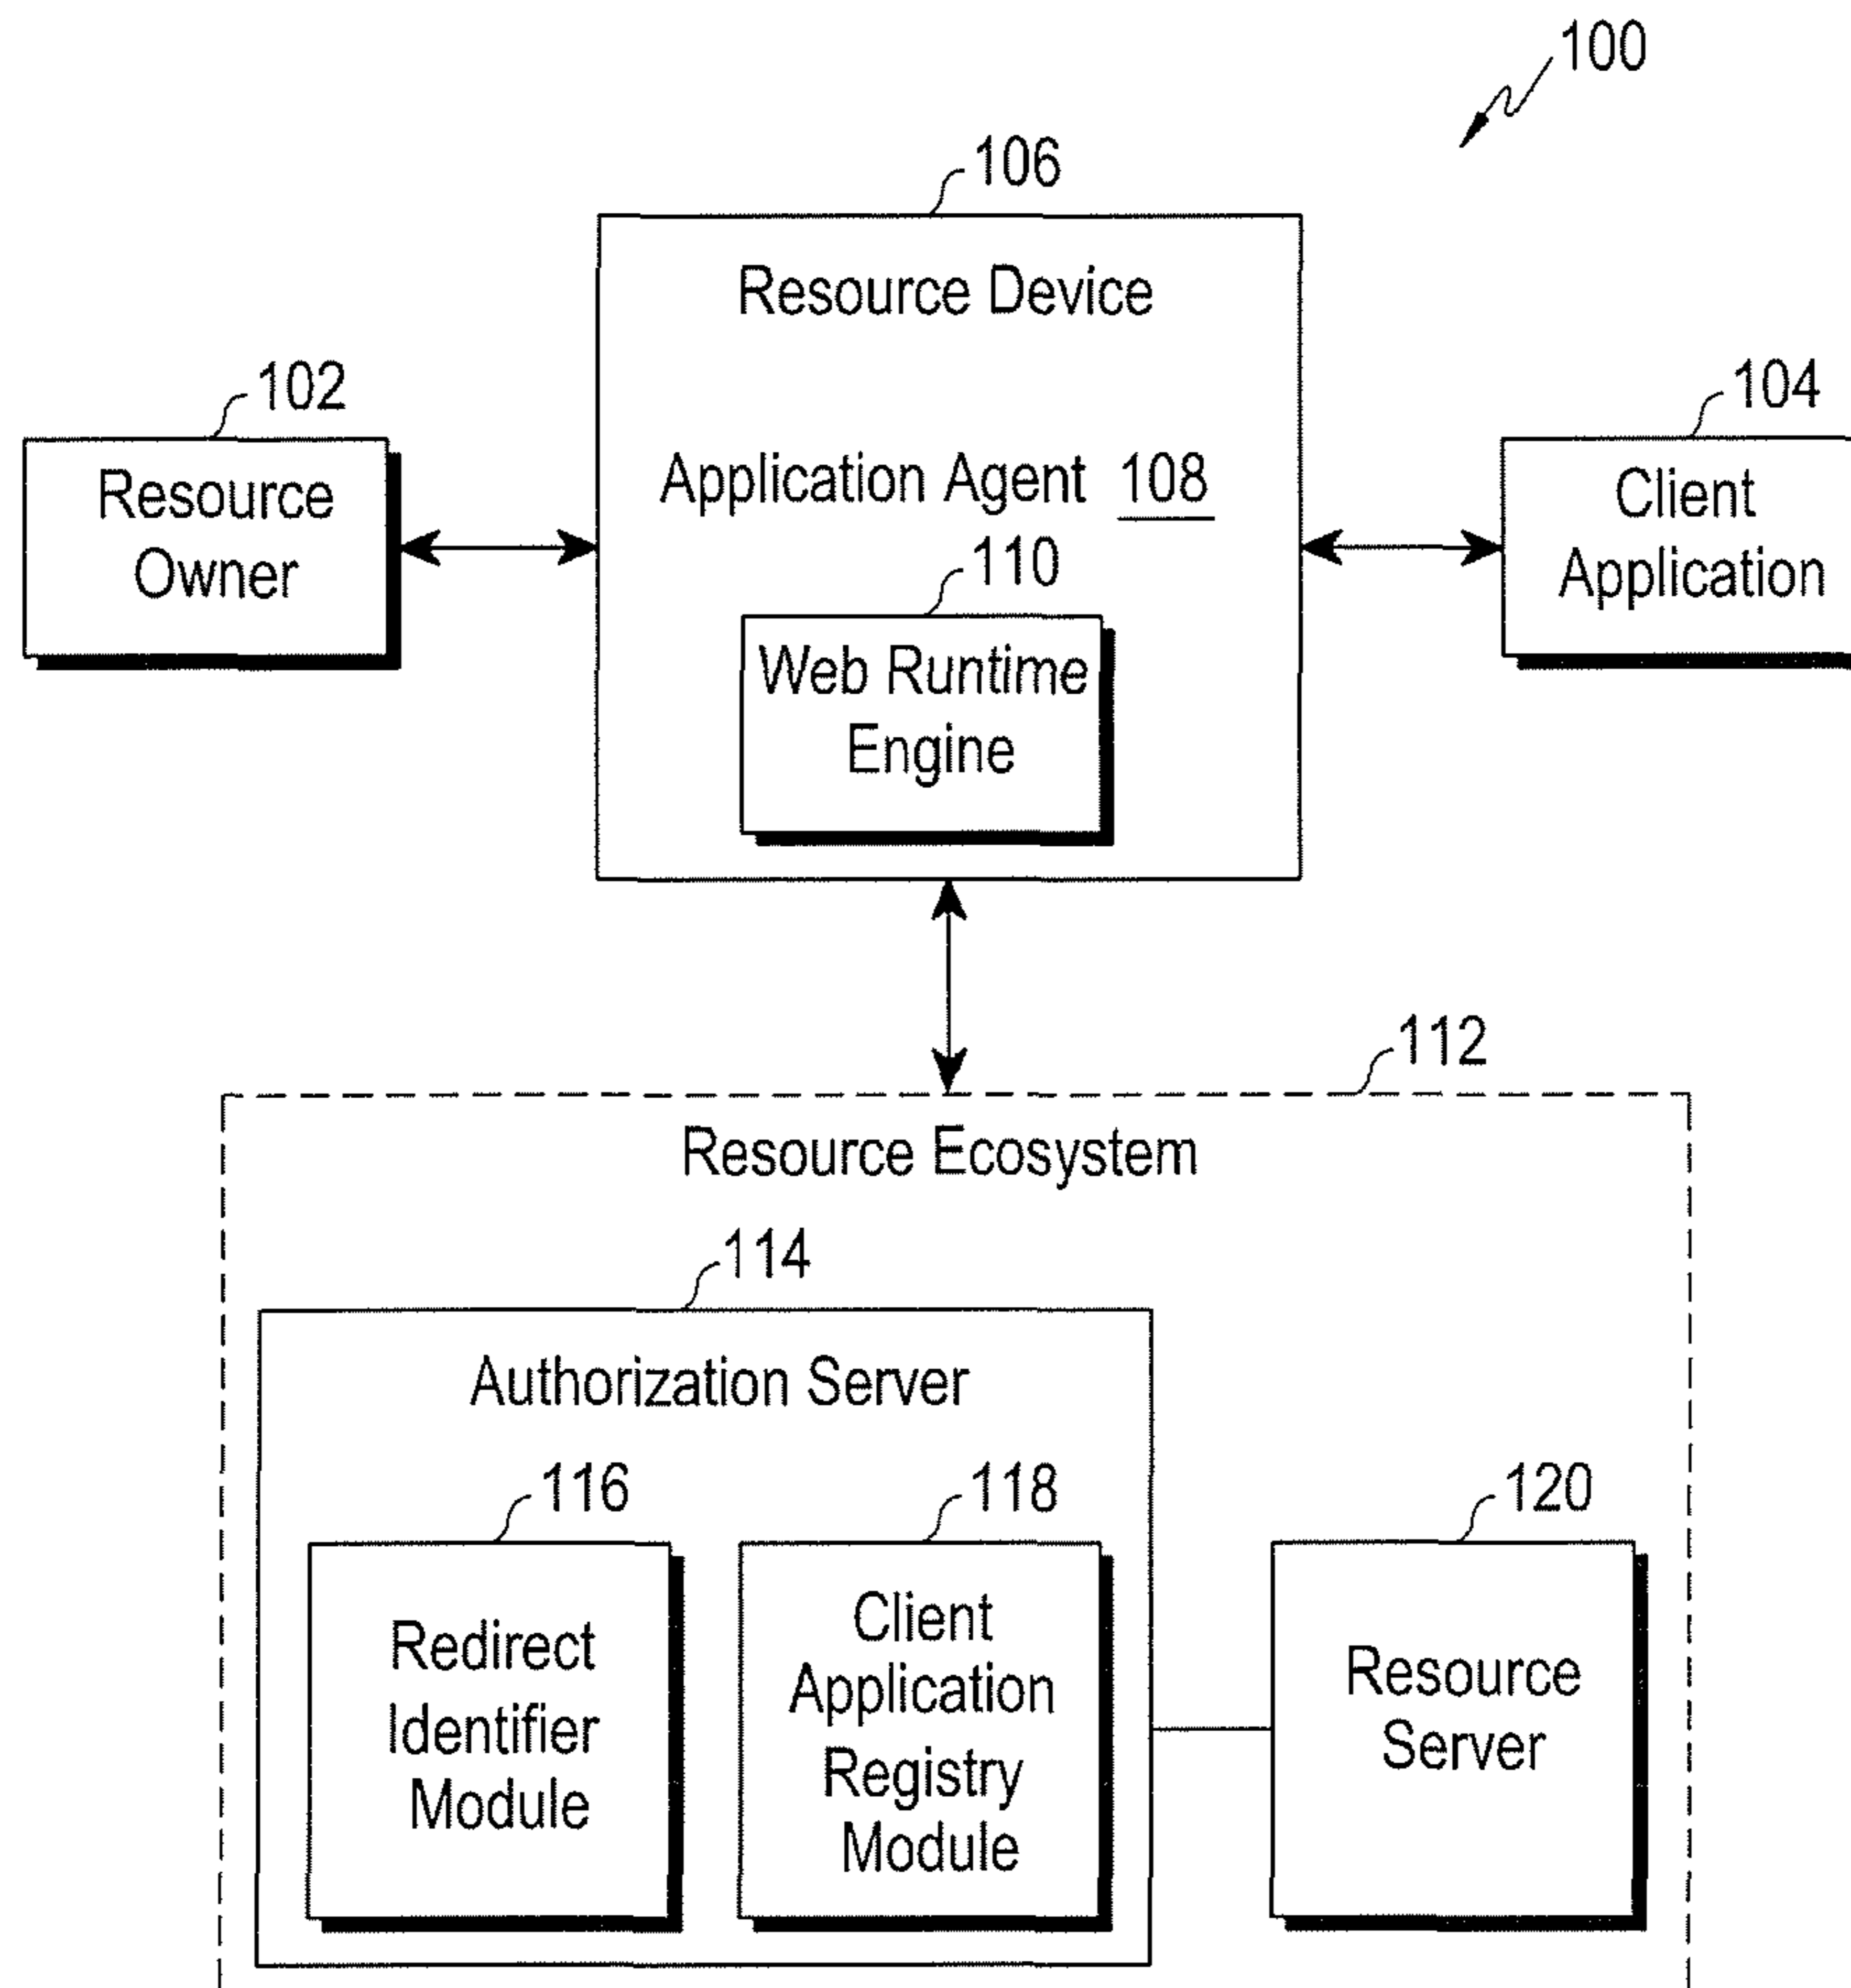 100
106
Resource Device
102
Resource
Owner
104
Client
Application
Application Agent 108
110
Web Runtime
Engine
112
Resource Ecosystem
114
Authorization Server
116
Redirect
Identifier
Module
118
Client
Application
Registry
Module
120
Resource
Server